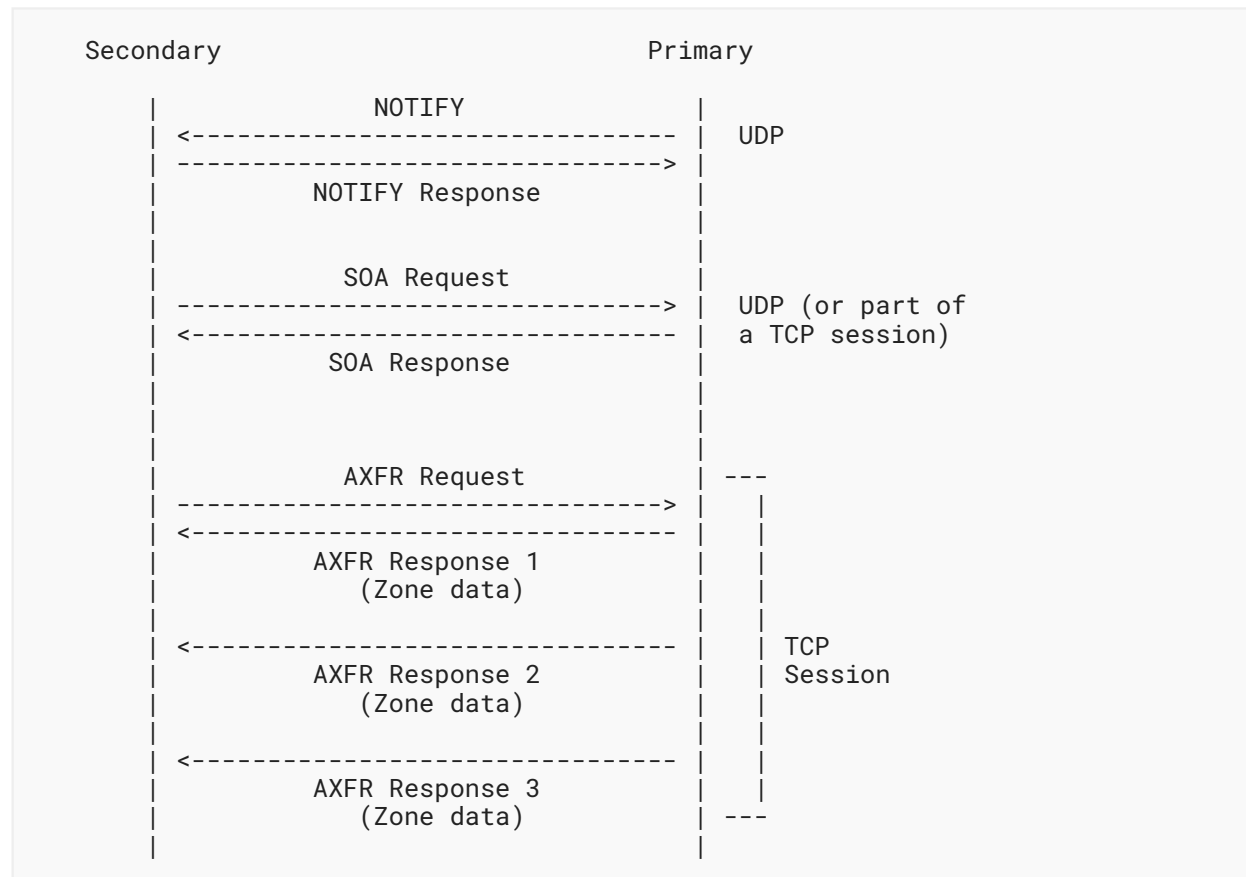 Secondary Primary
NOTIFY
<-------------------------------- UDP
-------------------------------->
NOTIFY Response
SOA Request
--------------------------------> UDP (or part of
<-------------------------------- a TCP session)
SOA Response
AXFR Request ---
-------------------------------->
<--------------------------------
AXFR Response 1
(Zone data)
<-------------------------------- TCP
AXFR Response 2 Session
(Zone data)
<--------------------------------
AXFR Response 3
(Zone data) ---